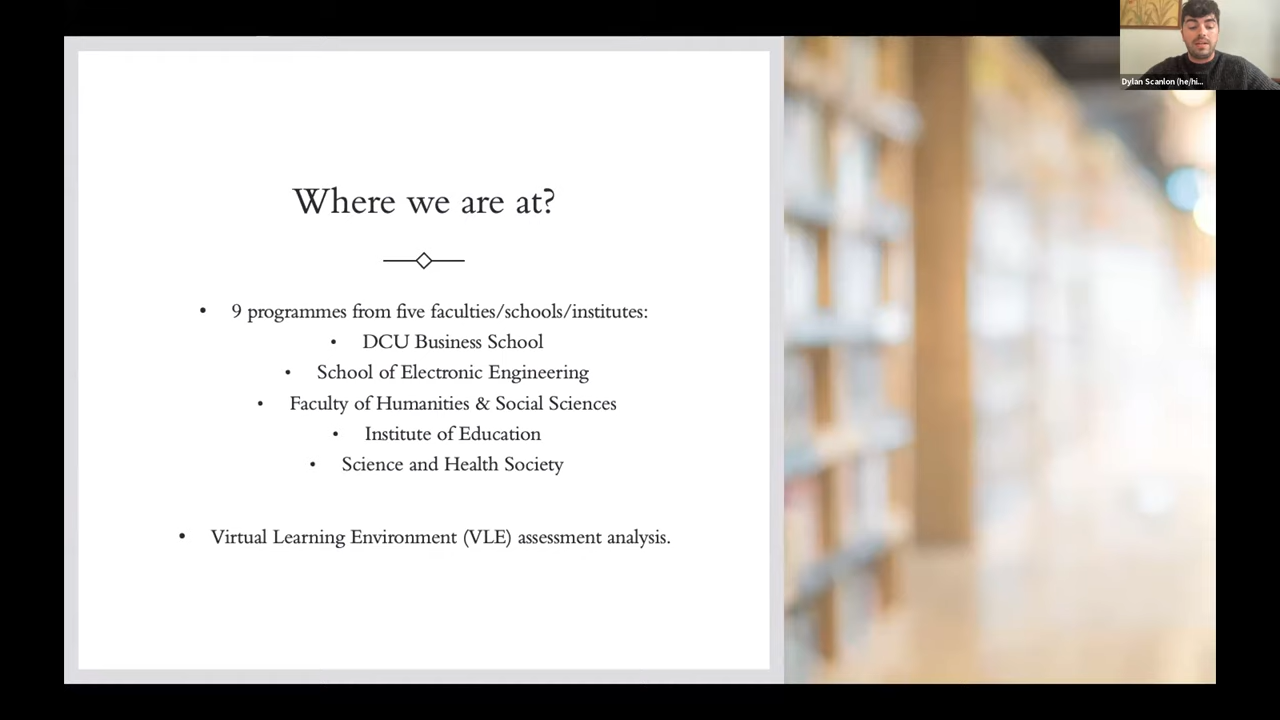 Dylan Scanlon (he/hi...
Where we are at?
• 9 programmes from five faculties/schools/institutes:
• DCU Business School
• School of Electronic Engineering
• Faculty of Humanities & Social Sciences
• Institute of Education
• Science and Health Society
• Virtual Learning Environment (VLE) assessment analysis.